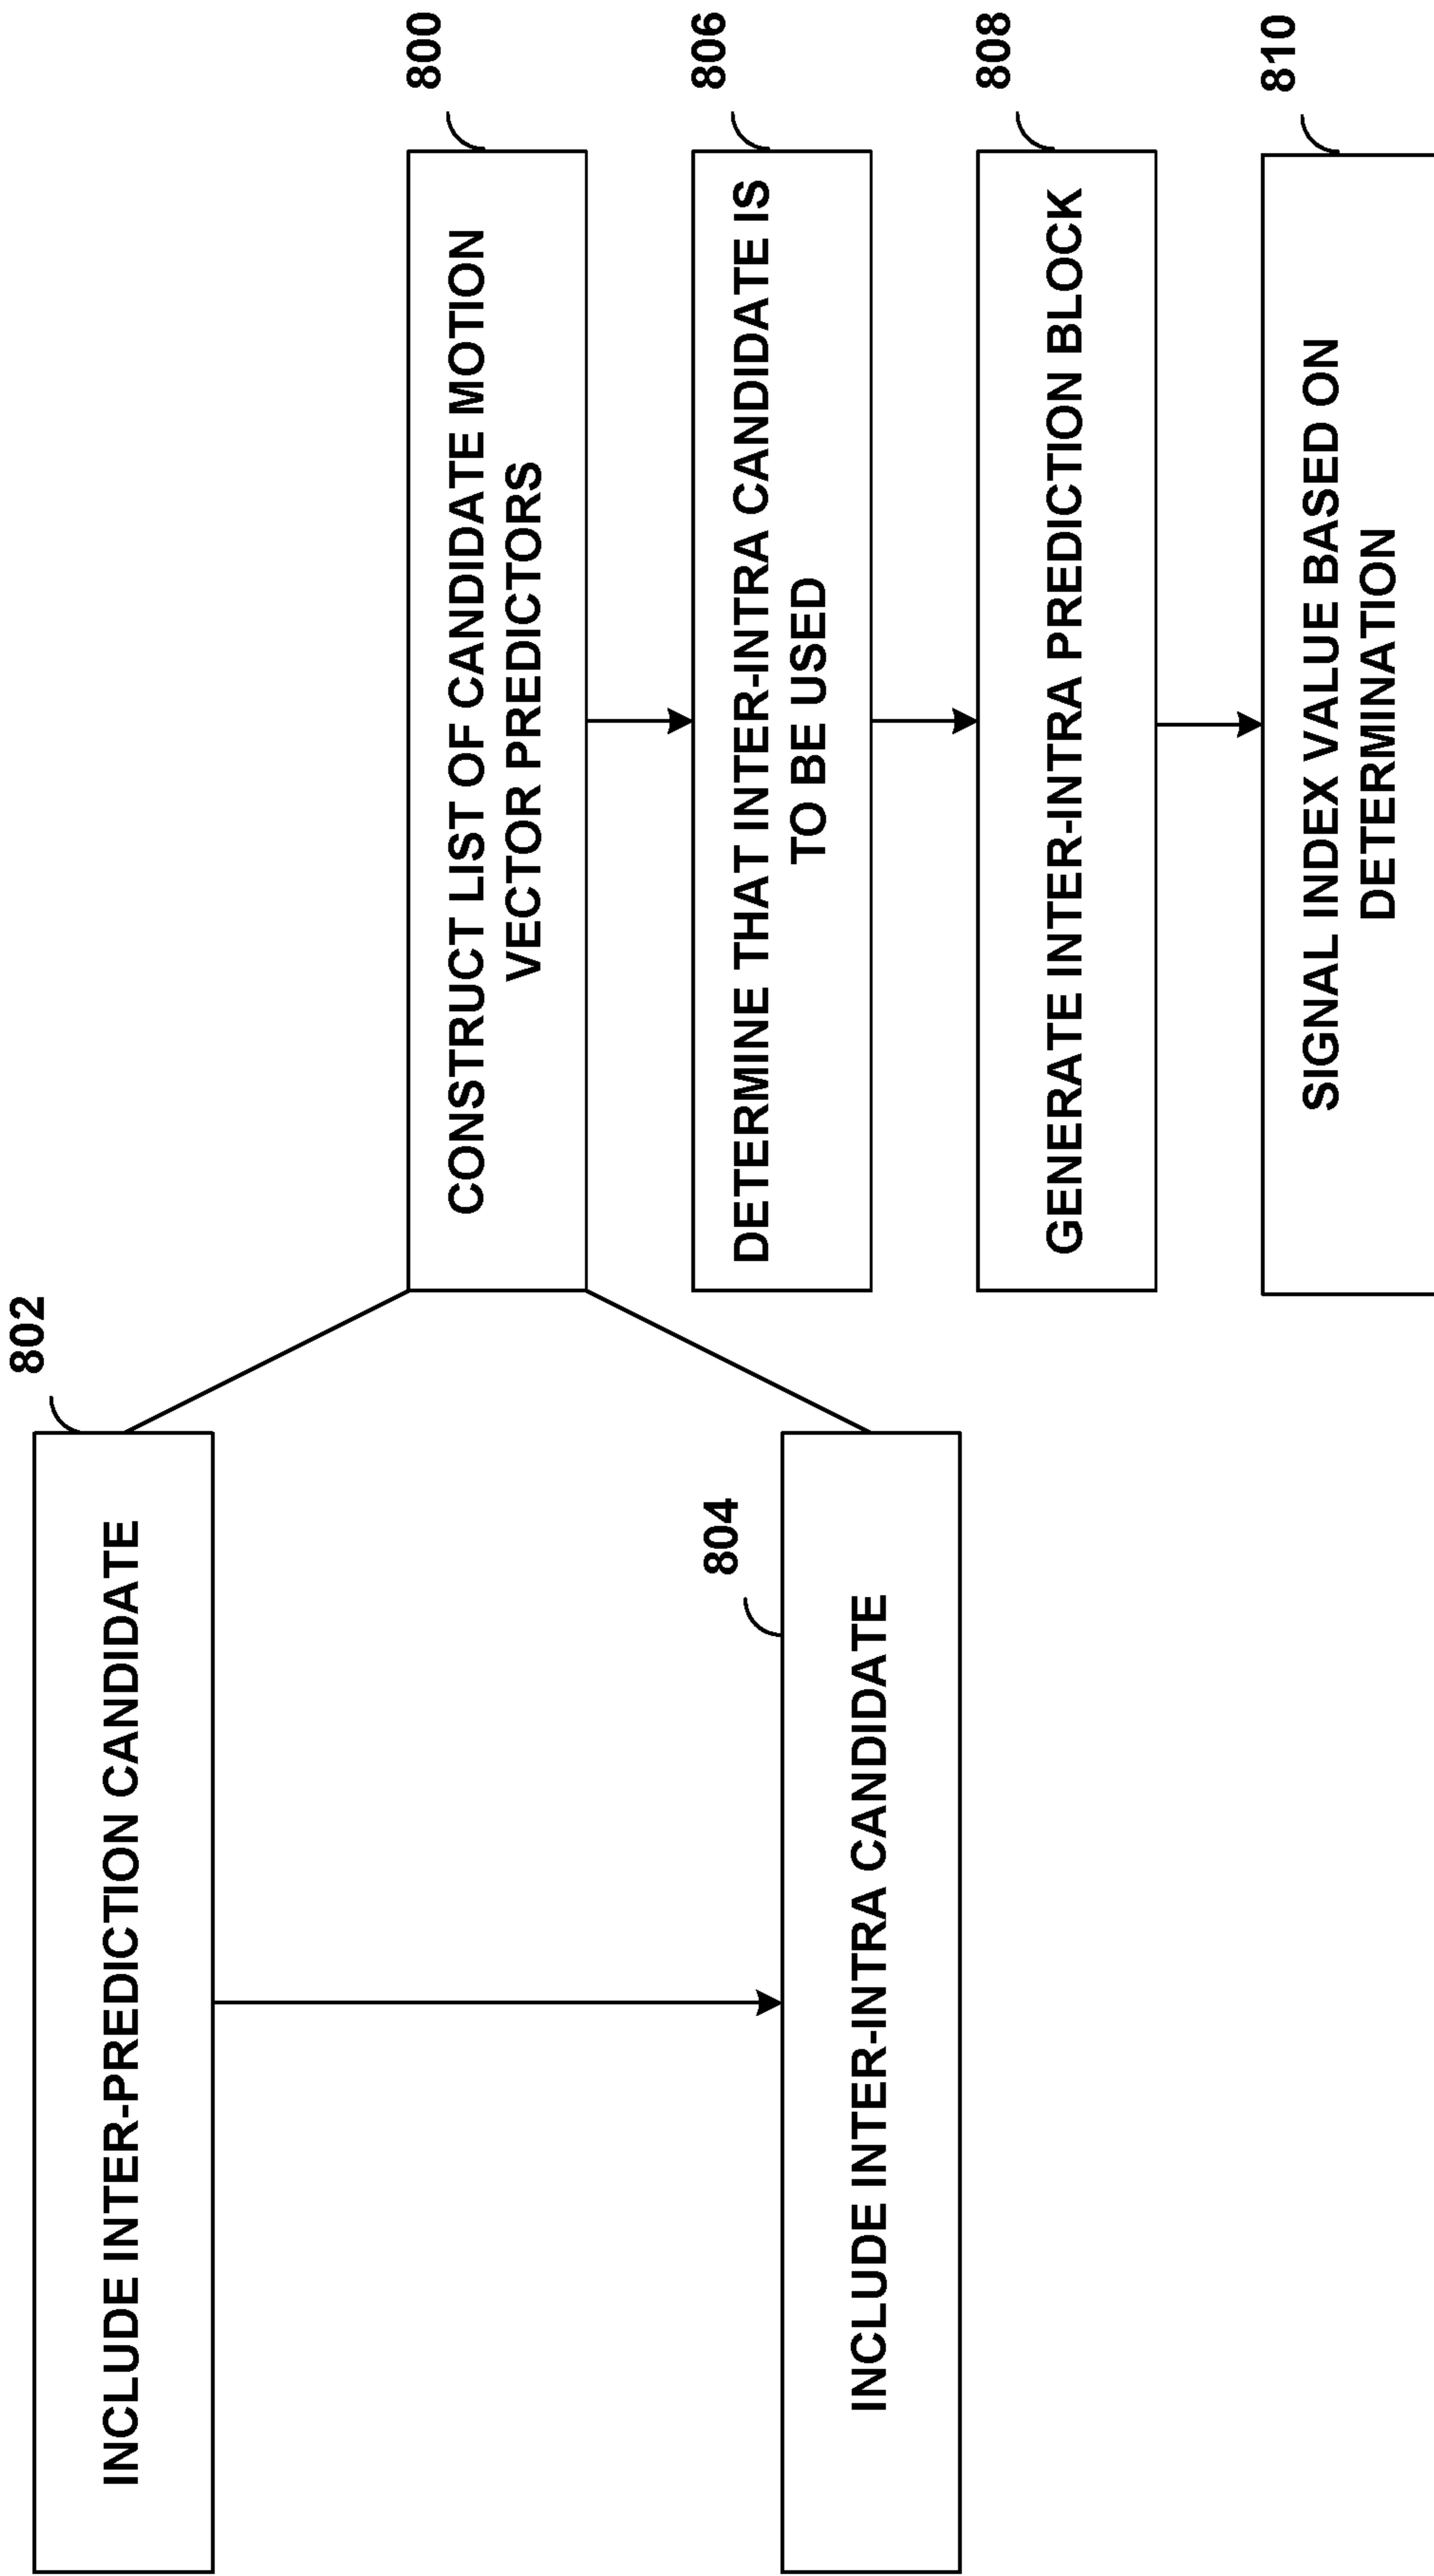 802
INCLUDE INTER-PREDICTION CANDIDATE
804
INCLUDE INTER-INTRA CANDIDATE
800
CONSTRUCT LIST OF CANDIDATE MOTION
VECTOR PREDICTORS
806
DETERMINE THAT INTER-INTRA CANDIDATE IS
TO BE USED
808
GENERATE INTER-INTRA PREDICTION BLOCK
810
SIGNAL INDEX VALUE BASED ON
DETERMINATION